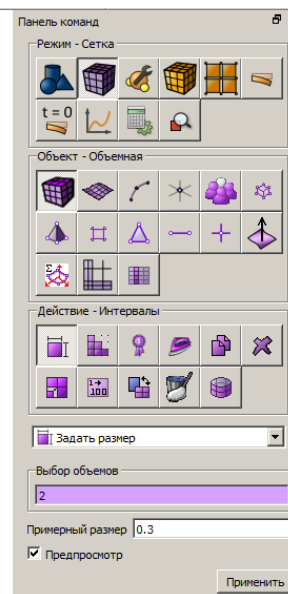 Панель команд
Режим - Сетка
t = 0
Объект - Объемная
Действие - Интервалы
1→
100
Задать размер
Выбор объемов
2
Примерный размер 0.3
Предпросмотр
Применить